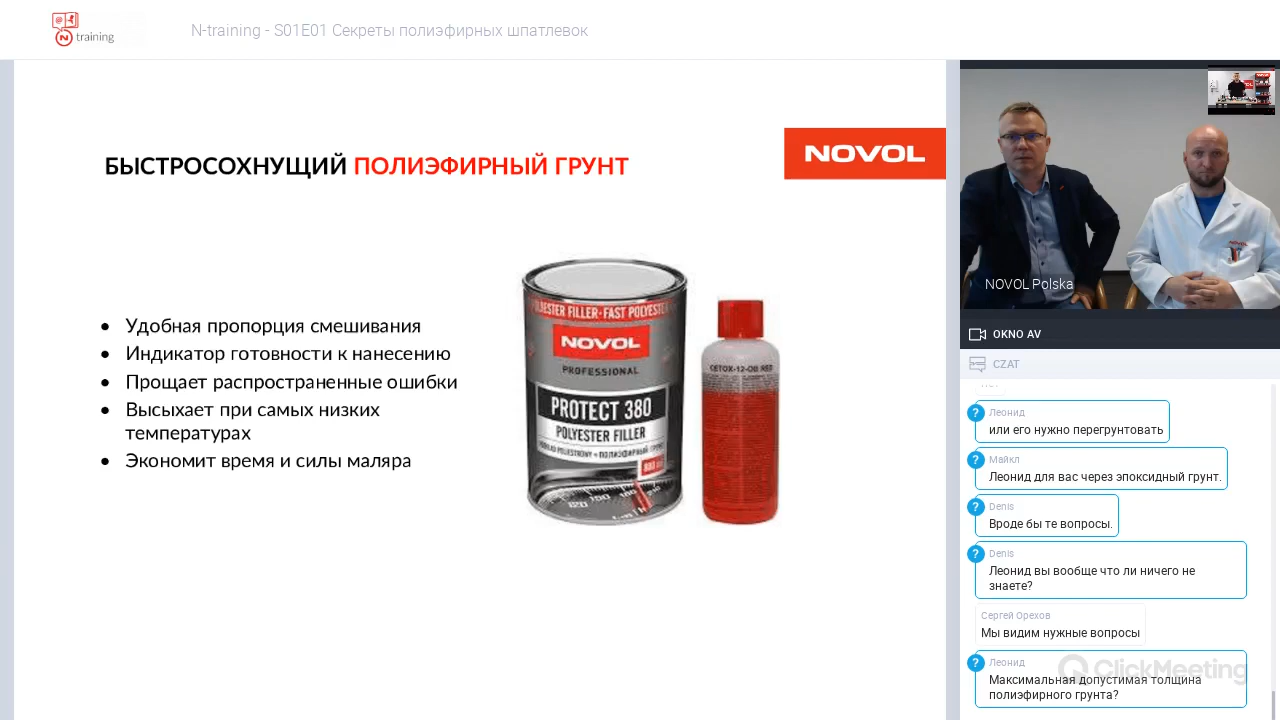 training
N-training - S01E01 Секреты полиэфирных шпатлевок
БЫСТРОСОХНУЩИЙ ПОЛИЭФИРНЫЙ ГРУНТ
NOVOL
• Удобная пропорция смешивания
• Индикатор готовности к нанесению
• Прощает распространенные ошибки
• Высыхает при самых низких
температурах
• Экономит время и силы маляра
NOVOL
PROFESSIONAL
PROTECT 380
POLYESTER FILLER
NOVOL Polska
OKNO AV
CZAT
Леонид
или его нужно перегрунтовать
Майкл
Леонид для вас через эпоксидный грунт.
Denis
Вроде бы те вопросы.
Denis
Леонид вы вообще что ли ничего не
знаете?
Сергей Орехов
Мы видим нужные вопросы
Леонид
Максимальная допустимая толщина
полиэфирного грунта?
ClickMeeting